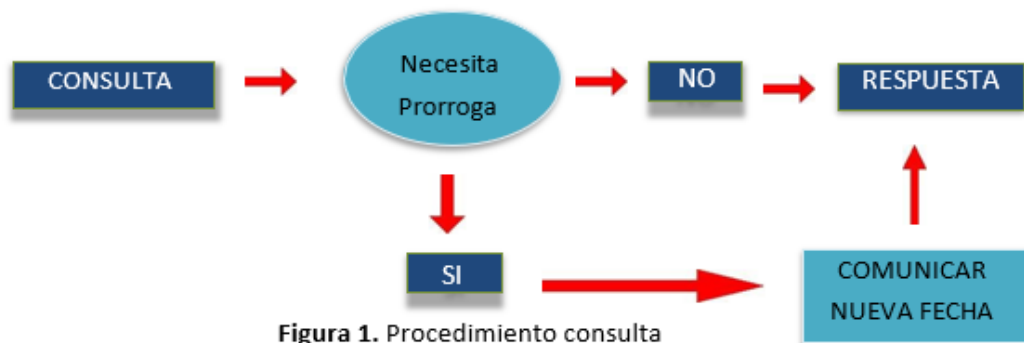 CONSULTA
Necesita
Prorroga
NO
RESPUESTA
SI
COMUNICAR
NUEVA FECHA
Figura 1. Procedimiento consulta